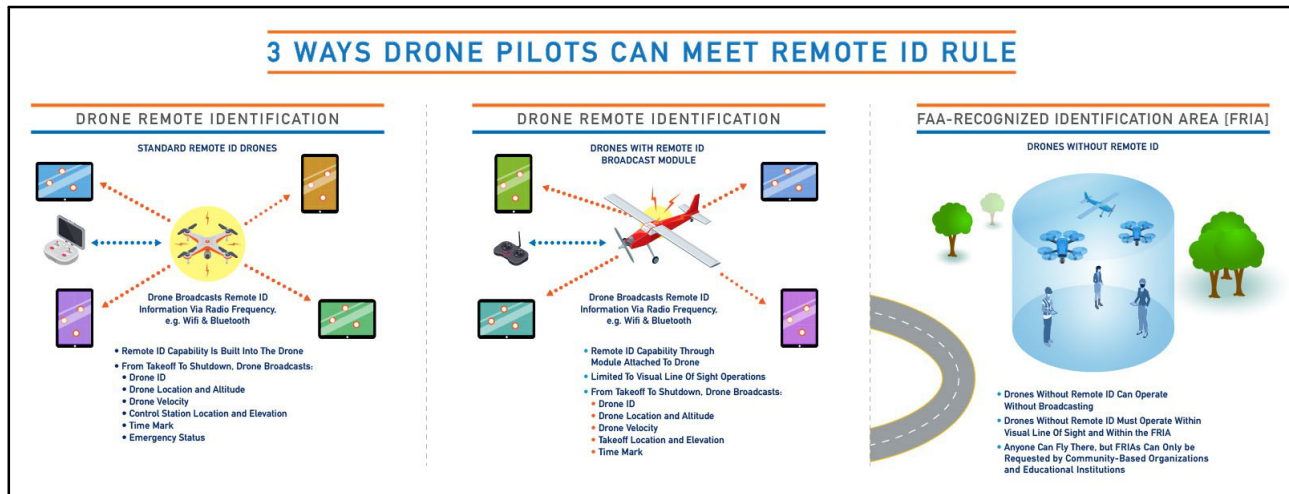 3 WAYS DRONE PILOTS CAN MEET REMOTE ID RULE
DRONE REMOTE IDENTIFICATION
STANDARD REMOTE ID DRONES
Drone Broadcasts Remote ID
Information Via Radio Frequency,
e.g. Wifi & Bluetooth
• Remote ID Capability Is Built Into The Drone
• From Takeoff To Shutdown, Drone Broadcasts:
• Drone ID
• Drone Location and Altitude
• Drone Velocity
• Control Station Location and Elevation
• Time Mark
• Emergency Status
DRONE REMOTE IDENTIFICATION
DRONES WITH REMOTE ID
BROADCAST MODULE
Drone Broadcasts Remote ID
Information Via Radio Frequency,
e.g. Wifi & Bluetooth
• Remote ID Capability Through
Module Attached To Drone
• Limited To Visual Line Of Sight Operations
• From Takeoff To Shutdown, Drone Broadcasts:
• Drone ID
• Drone Location and Altitude
• Drone Velocity
• Takeoff Location and Elevation
• Time Mark
FAA-RECOGNIZED IDENTIFICATION AREA [FRIA]
DRONES WITHOUT REMOTE ID
• Drones Without Remote ID Can Operate
Without Broadcasting
• Drones Without Remote ID Must Operate Within
Visual Line Of Sight and Within the FRIA
• Anyone Can Fly There, but FRIAs Can Only be
Requested by Community-Based Organizations
and Educational Institutions